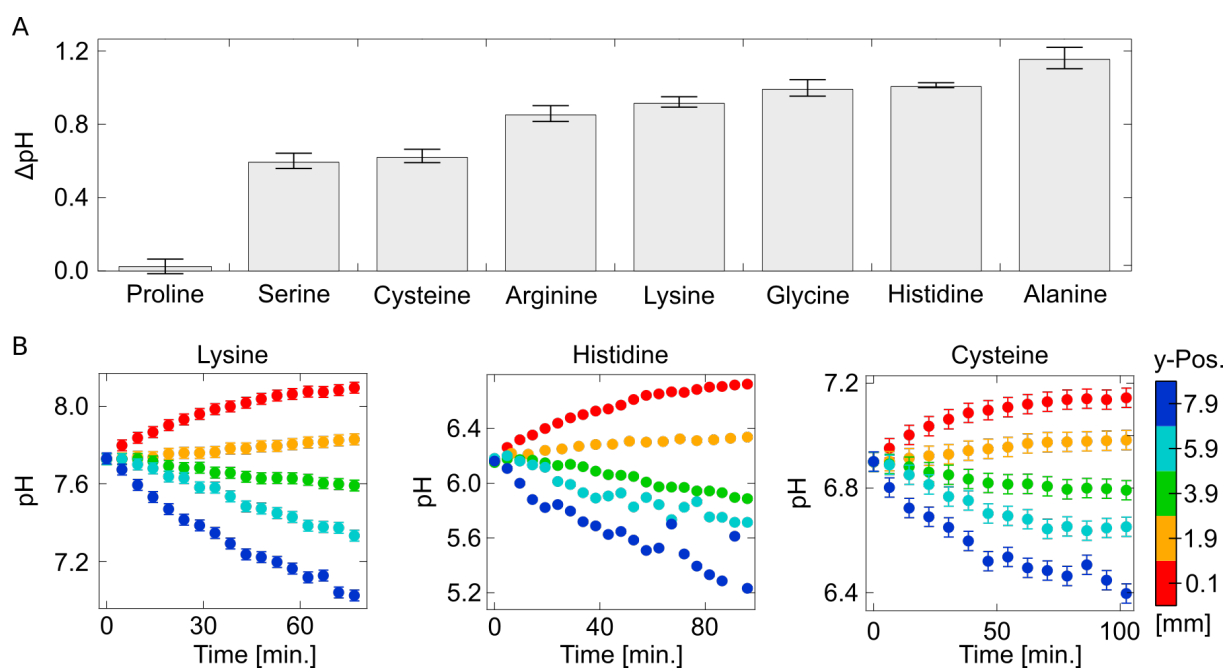 A
1.2
0.8
0.4
0.0
ΔpH
Proline Serine Cysteine Arginine Lysine Glycine Histidine Alanine
B
Lysine Histidine Cysteine y-Pos.
pH
8.0
7.6
7.2
0 30 60
Time [min.]
pH
6.4
6.0
5.6
5.2
0 40 80
Time [min.]
pH
7.2
6.8
6.4
0 50 100
Time [min.]
7.9
5.9
3.9
1.9
0.1
[mm]